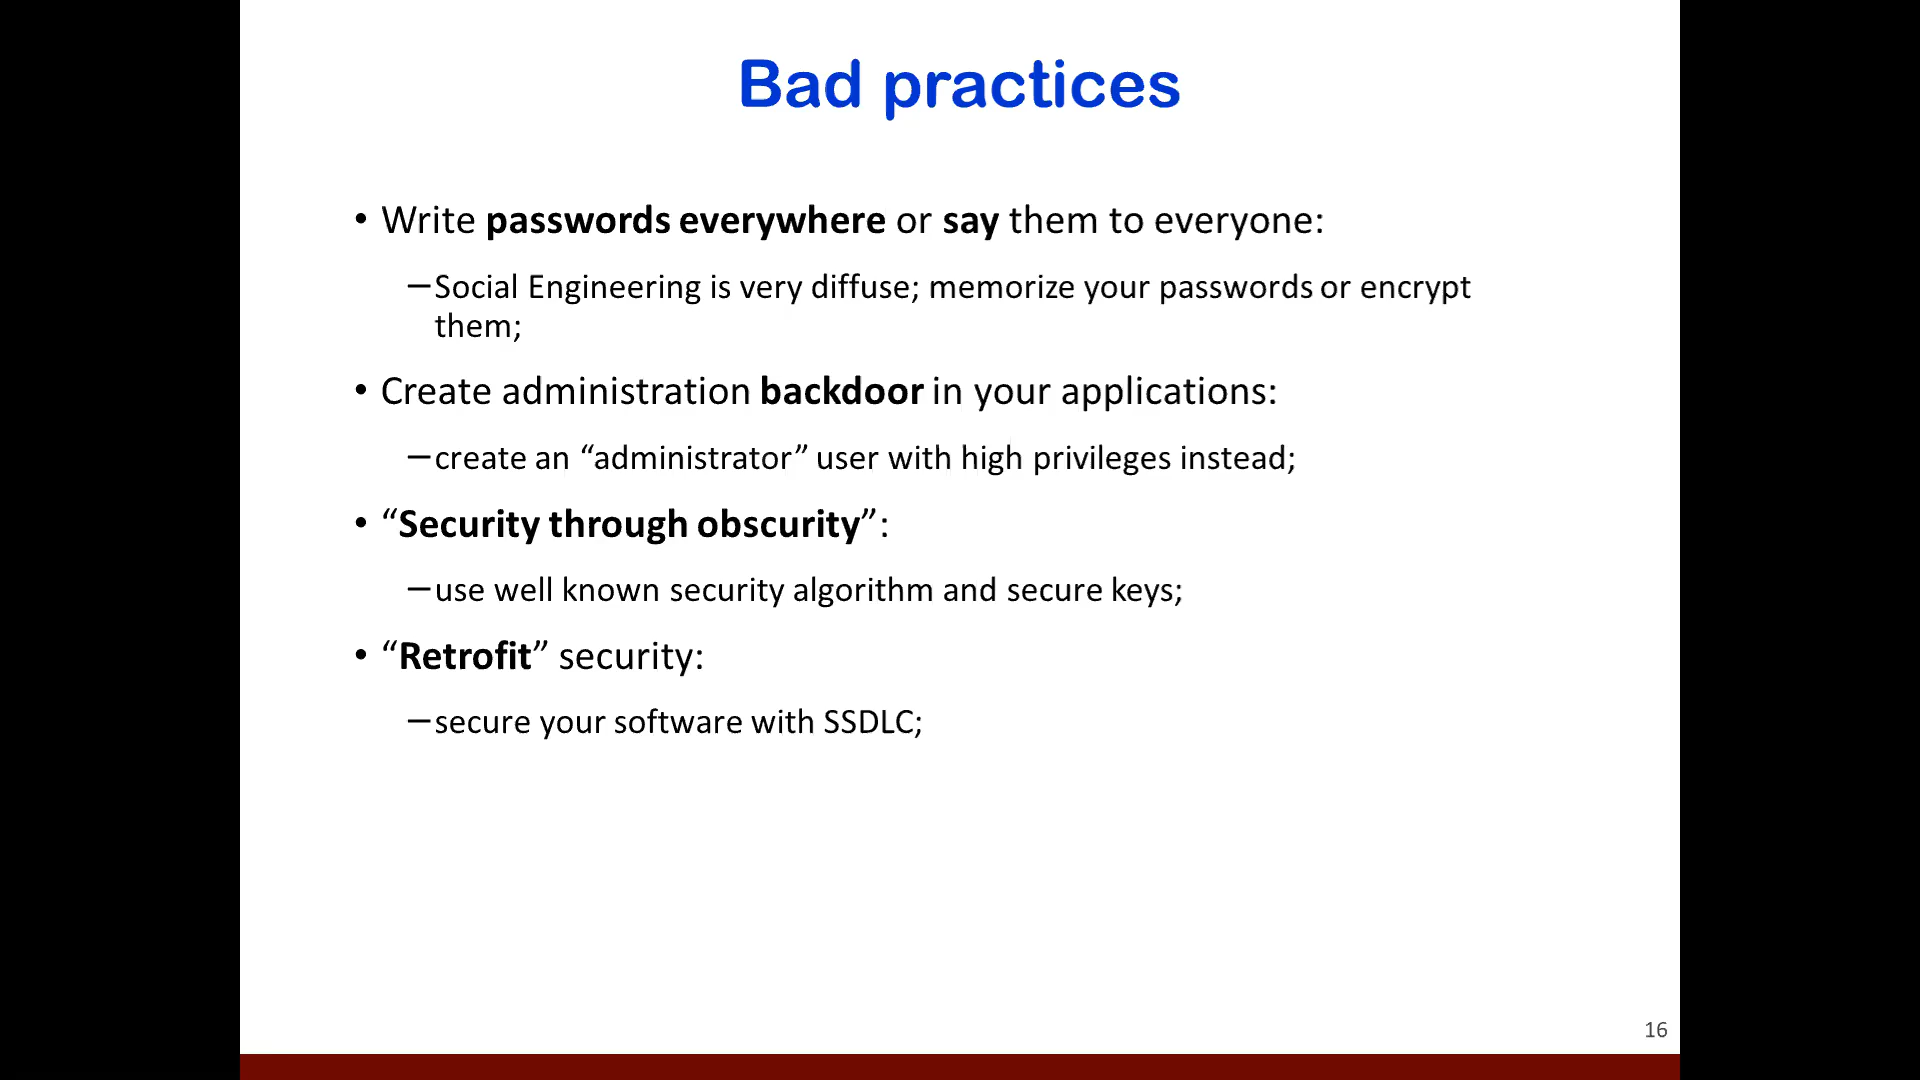 Bad practices
• Write passwords everywhere or say them to everyone:
–Social Engineering is very diffuse; memorize your passwords or encrypt
them;
• Create administration backdoor in your applications:
–create an “administrator” user with high privileges instead;
• “Security through obscurity”:
–use well known security algorithm and secure keys;
• “Retrofit” security:
–secure your software with SSDLC;
16